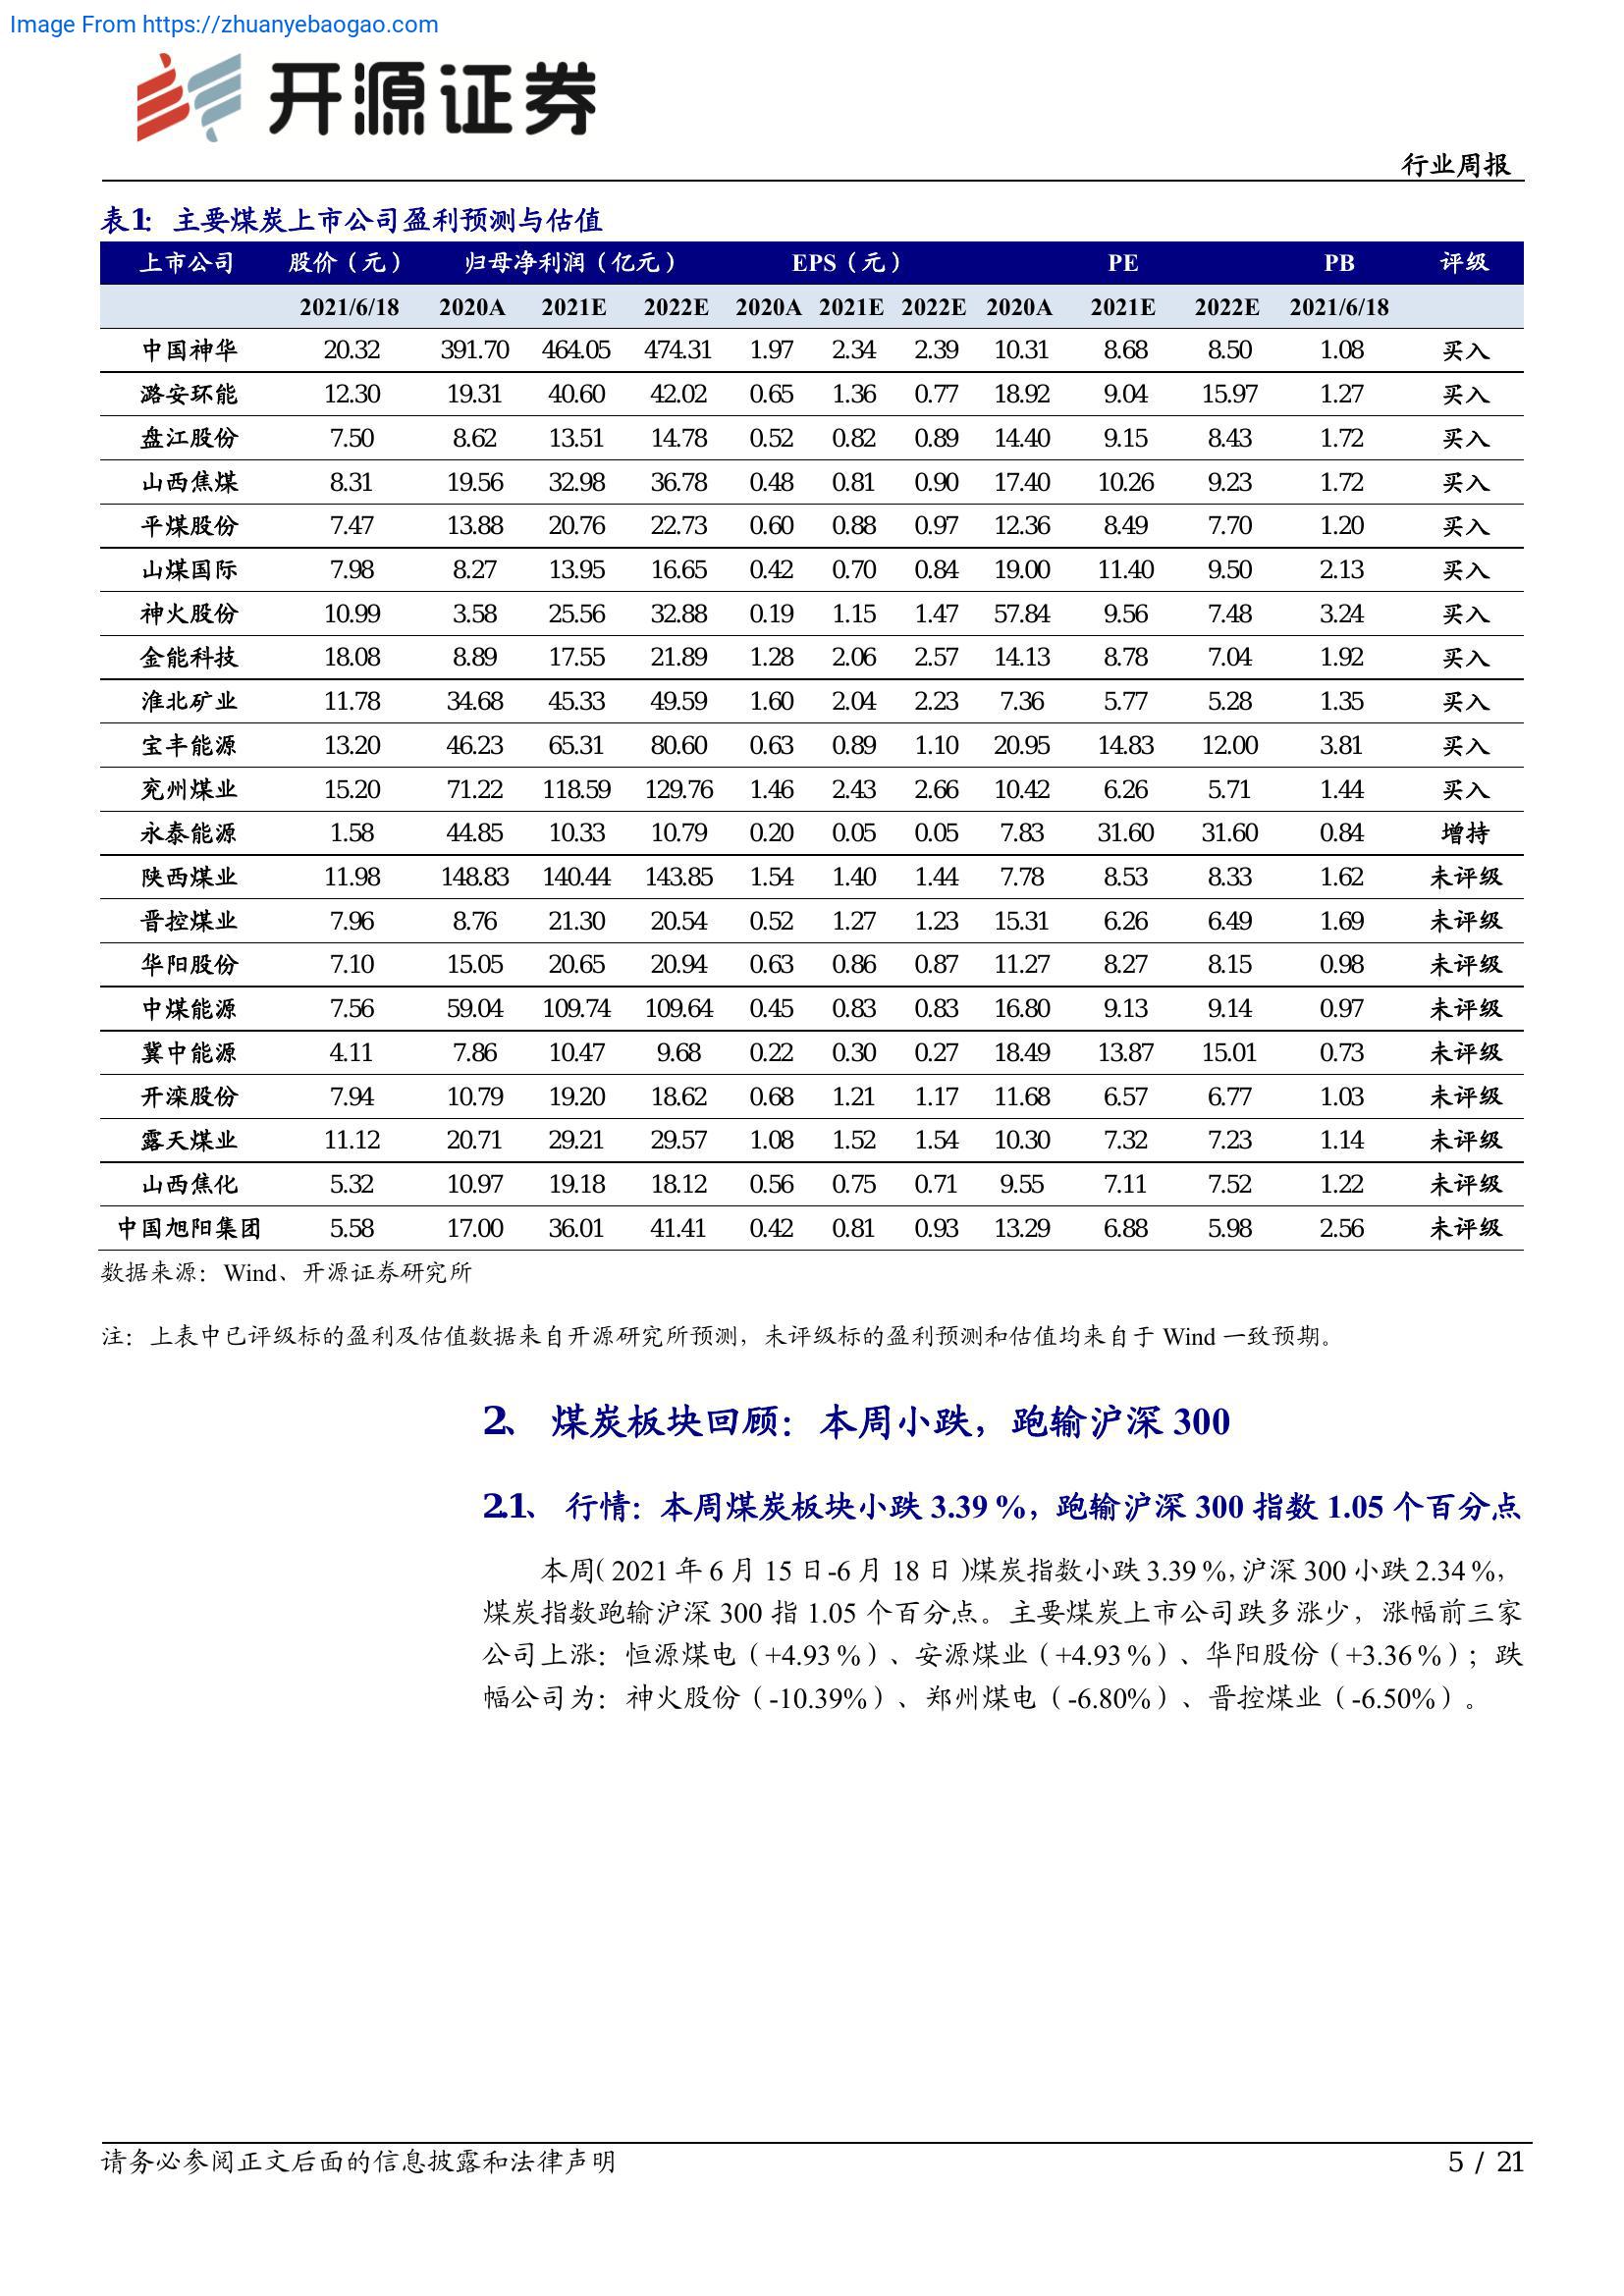 Image From https://zhuanyebaogao.com
开源证券
行业周报
表1: 主要煤炭上市公司盈利预测与估值
上市公司 股价（元） 归母净利润（亿元） EPS（元） PE PB 评级
2021/6/18 2020A 2021E 2022E 2020A 2021E 2022E 2020A 2021E 2022E 2021/6/18
中国神华 20.32 391.70 464.05 474.31 1.97 2.34 2.39 10.31 8.68 8.50 1.08 买入
潞安环能 12.30 19.31 40.60 42.02 0.65 1.36 0.77 18.92 9.04 15.97 1.27 买入
盘江股份 7.50 8.62 13.51 14.78 0.52 0.82 0.89 14.40 9.15 8.43 1.72 买入
山西焦煤 8.31 19.56 32.98 36.78 0.48 0.81 0.90 17.40 10.26 9.23 1.72 买入
平煤股份 7.47 13.88 20.76 22.73 0.60 0.88 0.97 12.36 8.49 7.70 1.20 买入
山煤国际 7.98 8.27 13.95 16.65 0.42 0.70 0.84 19.00 11.40 9.50 2.13 买入
神火股份 10.99 3.58 25.56 32.88 0.19 1.15 1.47 57.84 9.56 7.48 3.24 买入
金能科技 18.08 8.89 17.55 21.89 1.28 2.06 2.57 14.13 8.78 7.04 1.92 买入
淮北矿业 11.78 34.68 45.33 49.59 1.60 2.04 2.23 7.36 5.77 5.28 1.35 买入
宝丰能源 13.20 46.23 65.31 80.60 0.63 0.89 1.10 20.95 14.83 12.00 3.81 买入
兖州煤业 15.20 71.22 118.59 129.76 1.46 2.43 2.66 10.42 6.26 5.71 1.44 买入
永泰能源 1.58 44.85 10.33 10.79 0.20 0.05 0.05 7.83 31.60 31.60 0.84 增持
陕西煤业 11.98 148.83 140.44 143.85 1.54 1.40 1.44 7.78 8.53 8.33 1.62 未评级
晋控煤业 7.96 8.76 21.30 20.54 0.52 1.27 1.23 15.31 6.26 6.49 1.69 未评级
华阳股份 7.10 15.05 20.65 20.94 0.63 0.86 0.87 11.27 8.27 8.15 0.98 未评级
中煤能源 7.56 59.04 109.74 109.64 0.45 0.83 0.83 16.80 9.13 9.14 0.97 未评级
冀中能源 4.11 7.86 10.47 9.68 0.22 0.30 0.27 18.49 13.87 15.01 0.73 未评级
开滦股份 7.94 10.79 19.20 18.62 0.68 1.21 1.17 11.68 6.57 6.77 1.03 未评级
露天煤业 11.12 20.71 29.21 29.57 1.08 1.52 1.54 10.30 7.32 7.23 1.14 未评级
山西焦化 5.32 10.97 19.18 18.12 0.56 0.75 0.71 9.55 7.11 7.52 1.22 未评级
中国旭阳集团 5.58 17.00 36.01 41.41 0.42 0.81 0.93 13.29 6.88 5.98 2.56 未评级
数据来源：Wind、开源证券研究所
注：上表中已评级标的盈利及估值数据来自开源研究所预测，未评级标的盈利预测和估值均来自于 Wind 一致预期。
2、 煤炭板块回顾：本周小跌，跑输沪深 300
2.1、 行情：本周煤炭板块小跌 3.39%，跑输沪深 300 指数 1.05 个百分点
本周（2021 年 6 月 15 日-6 月 18 日）煤炭指数小跌 3.39%，沪深 300 小跌 2.34%，
煤炭指数跑输沪深 300 指 1.05 个百分点。主要煤炭上市公司跌多涨少，涨幅前三家
公司上涨：恒源煤电（+4.93%）、安源煤业（+4.93%）、华阳股份（+3.36%）；跌
幅公司为：神火股份（-10.39%）、郑州煤电（-6.80%）、晋控煤业（-6.50%）。
请务必参阅正文后面的信息披露和法律声明
5 / 21